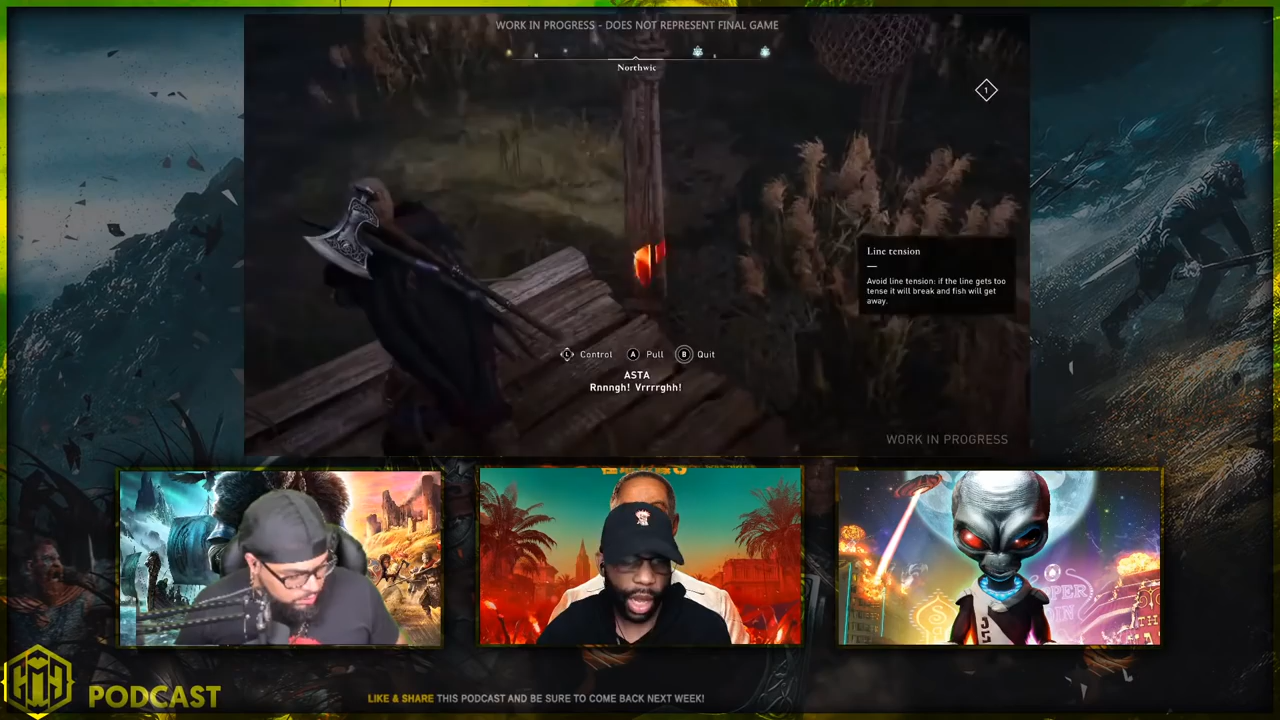 WORK IN PROGRESS - DOES NOT REPRESENT FINAL GAME
N
Northwic
1
Line tension
Avoid line tension: if the line gets too
tense it will break and fish will get
away.
L Control A Pull B Quit
ASTA
Rnnngh! Vrrrrghh!
WORK IN PROGRESS
PODCAST
LIKE & SHARE THIS PODCAST AND BE SURE TO COME BACK NEXT WEEK!